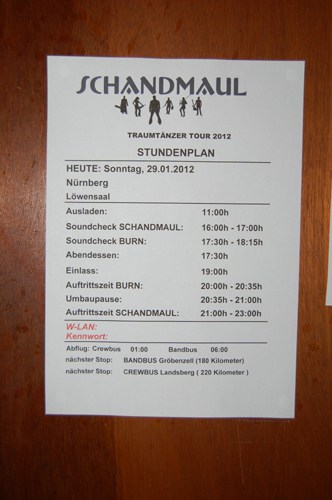 SCHANDMAUL
TRAUMTÄNZER TOUR 2012
STUNDENPLAN
HEUTE: Sonntag, 29.01.2012
Nürnberg
Löwensaal
Ausladen: 11:00h
Soundcheck SCHANDMAUL: 16:00h - 17:00h
Soundcheck BURN: 17:30h - 18:15h
Abendessen: 17:30h
Einlass: 19:00h
Auftrittszeit BURN: 20:00h - 20:35h
Umbaupause: 20:35h - 21:00h
Auftrittszeit SCHANDMAUL: 21:00h - 23:00h
W-LAN:
Kennwort:
Abflug: Crewbus 01:00 Bandbus 06:00
nächster Stop: BANDBUS Gröbenzell (180 Kilometer)
nächster Stop: CREWBUS Landsberg ( 220 Kilometer )